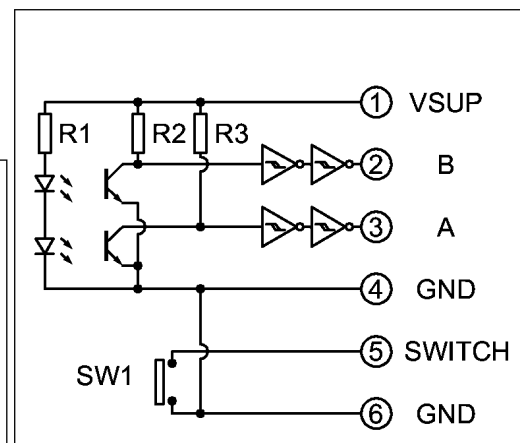 1 VSUP
R1 R2 R3
2 B
3 A
4 GND
5 SWITCH
SW1
6 GND